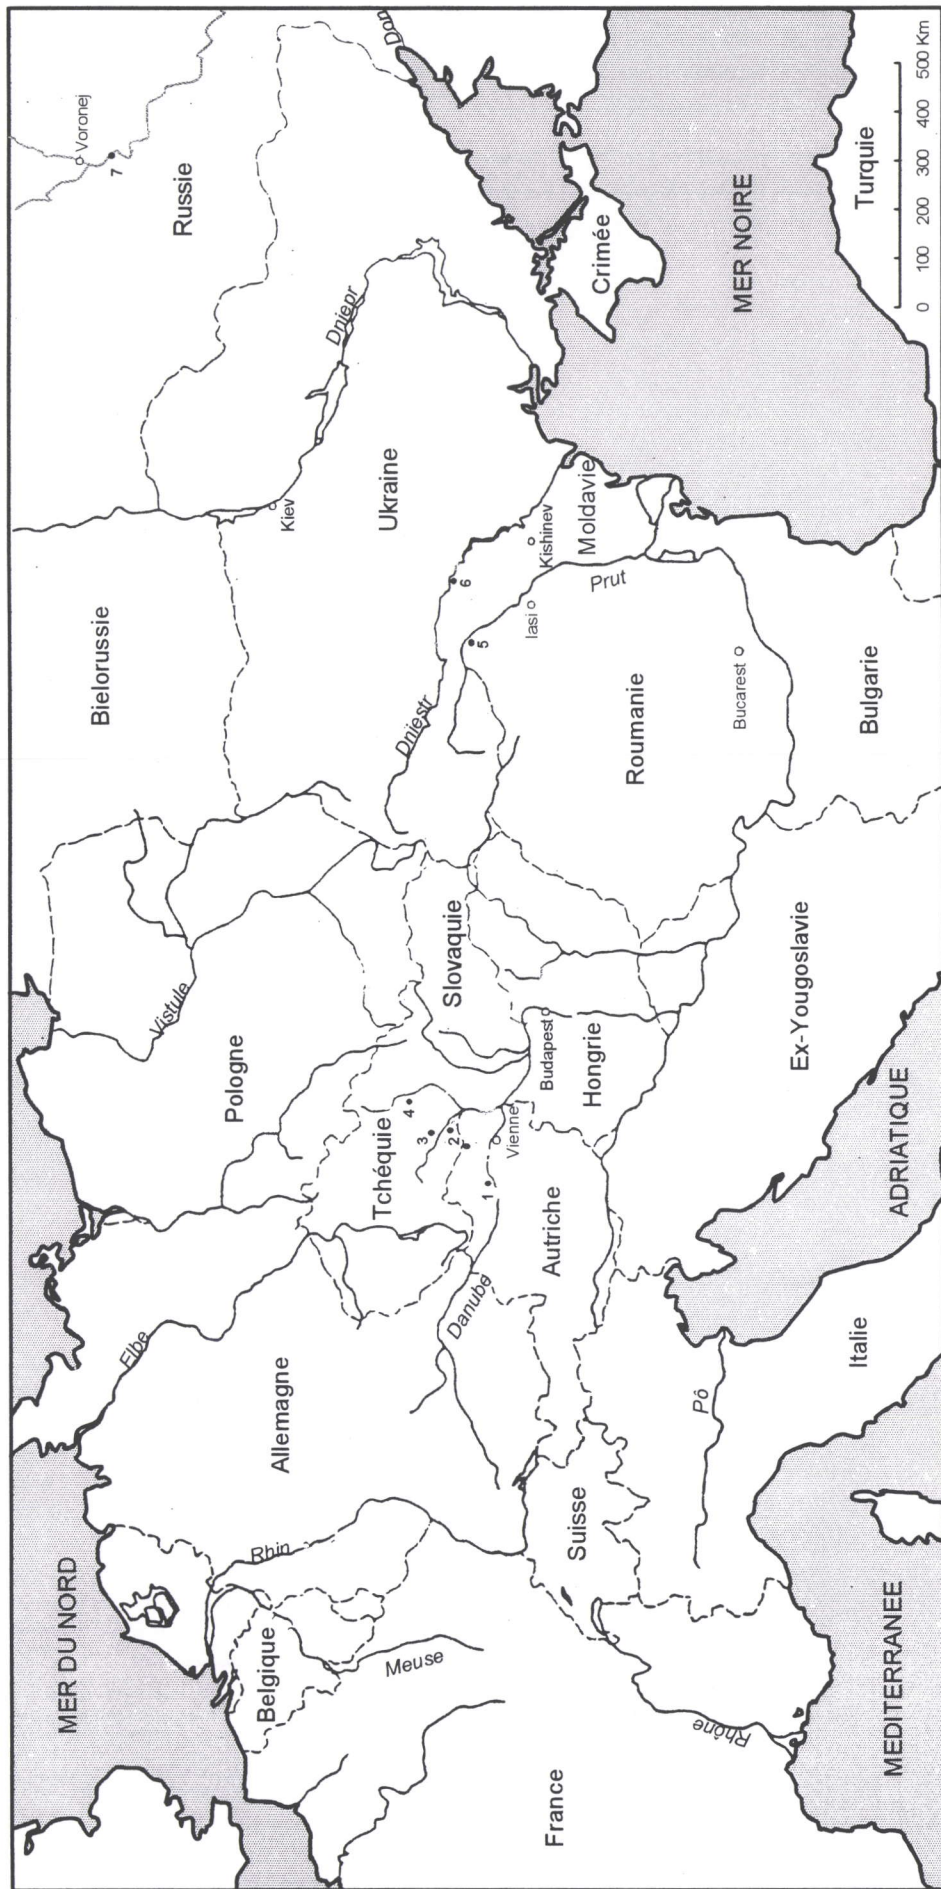 MER DU NORD
Elbe
Vistule
Bielorussie
Russie
Voronej
7
Don
Belgique
Rhin
Allemagne
Pologne
Kiev
Dniepr
Meuse
Tchéquie
4
3
2
1
Slovaquie
Dniestr
Ukraine
6
5
Danube
Vienne
Budapest
Iasi
Kishinev
Moldavie
Prut
Crimée
France
Suisse
Autriche
Hongrie
Roumanie
Bucarest
MER NOIRE
Rhône
Pô
Ex-Yougoslavie
Bulgarie
Turquie
MEDITERRANEE
Italie
ADRIATIQUE
0 100 200 300 400 500 Km